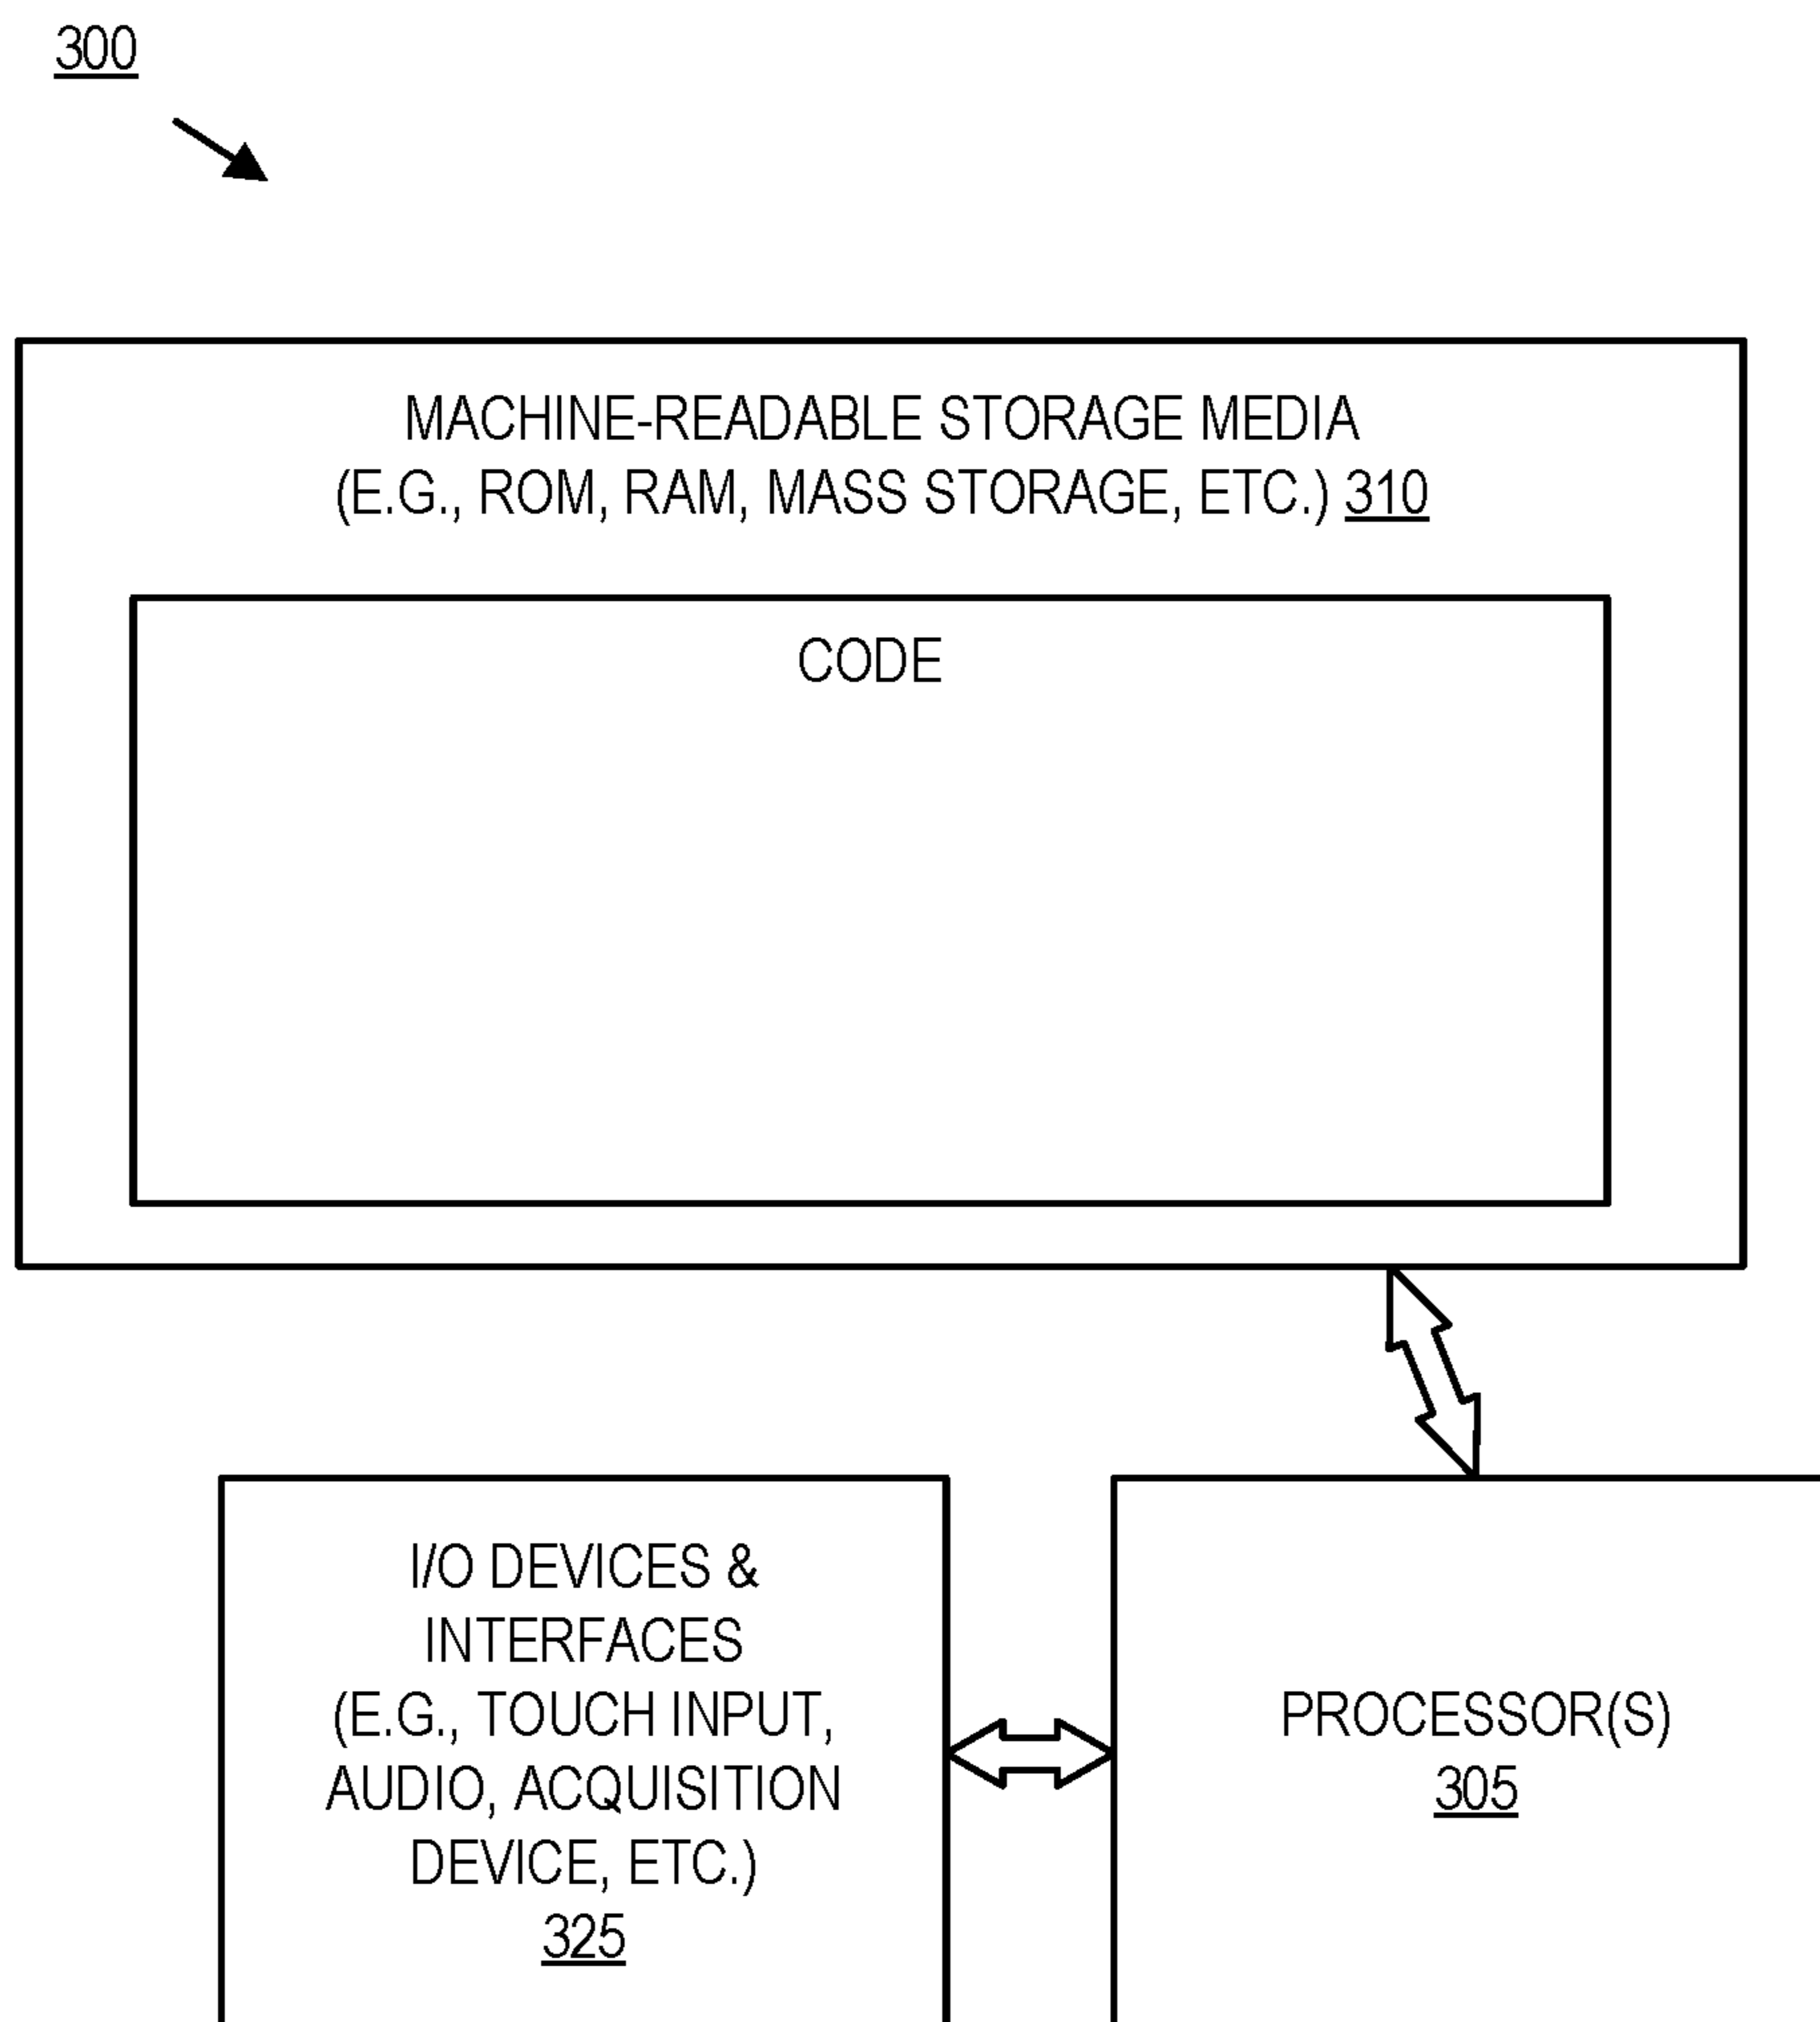 300
MACHINE-READABLE STORAGE MEDIA
(E.G., ROM, RAM, MASS STORAGE, ETC.) 310
CODE
I/O DEVICES &
INTERFACES
(E.G., TOUCH INPUT,
AUDIO, ACQUISITION
DEVICE, ETC.)
325
PROCESSOR(S)
305